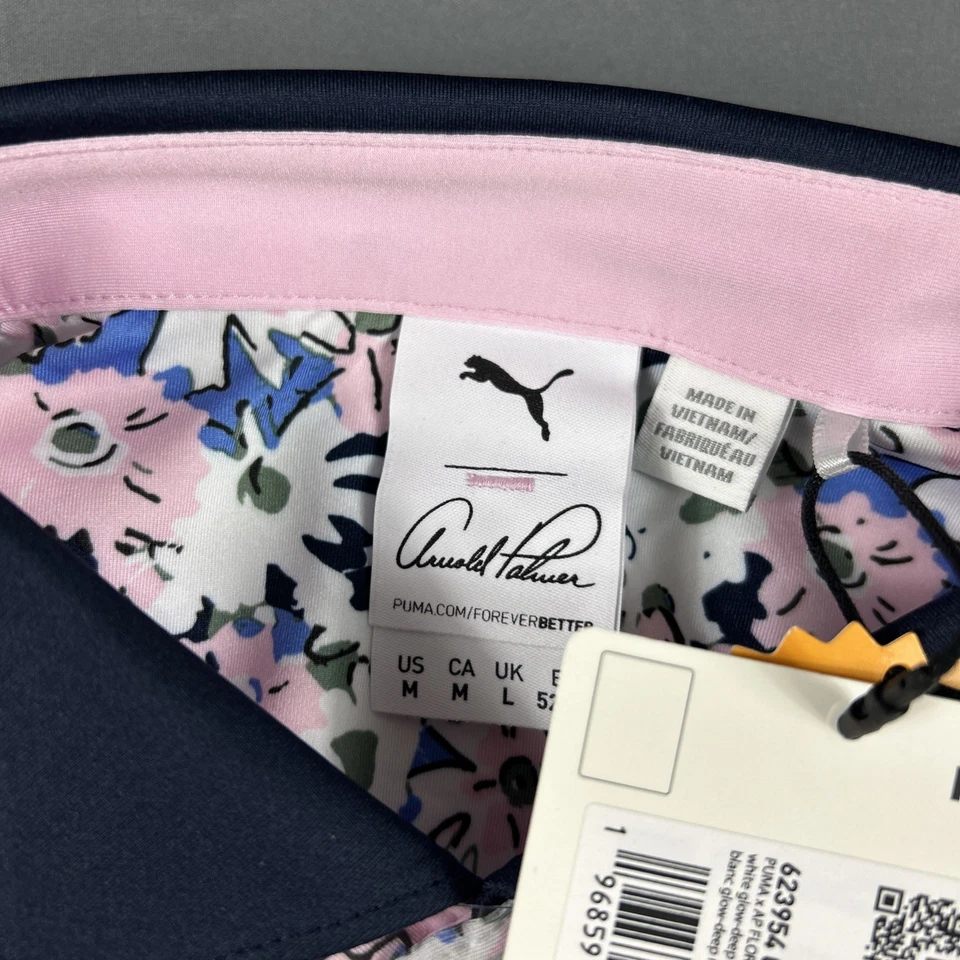 Arnold Palmer
PUMA.COM/FOREVERBETTER
US CA UK
M M L 52
MADE IN
VIETNAM/
FABRIQUÉ AU
VIETNAM
623954
PUMA x AP FLOR
white glow-deep
blanc glow-deep
1 96859